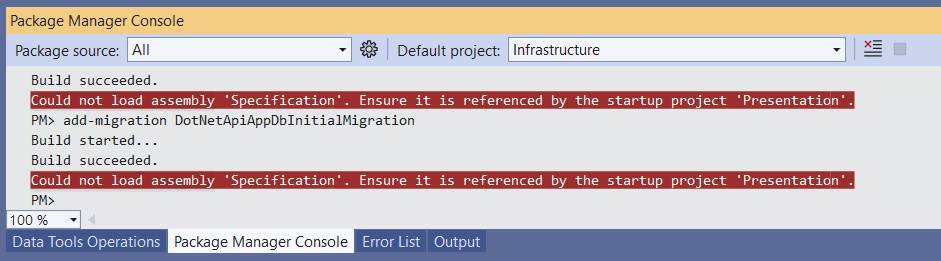 Package Manager Console
Package source: All Default project: Infrastructure
Build succeeded.
Could not load assembly 'Specification'. Ensure it is referenced by the startup project 'Presentation'.
PM> add-migration DotNetApiAppDbInitialMigration
Build started...
Build succeeded.
Could not load assembly 'Specification'. Ensure it is referenced by the startup project 'Presentation'.
PM>
100 %
Data Tools Operations Package Manager Console Error List Output